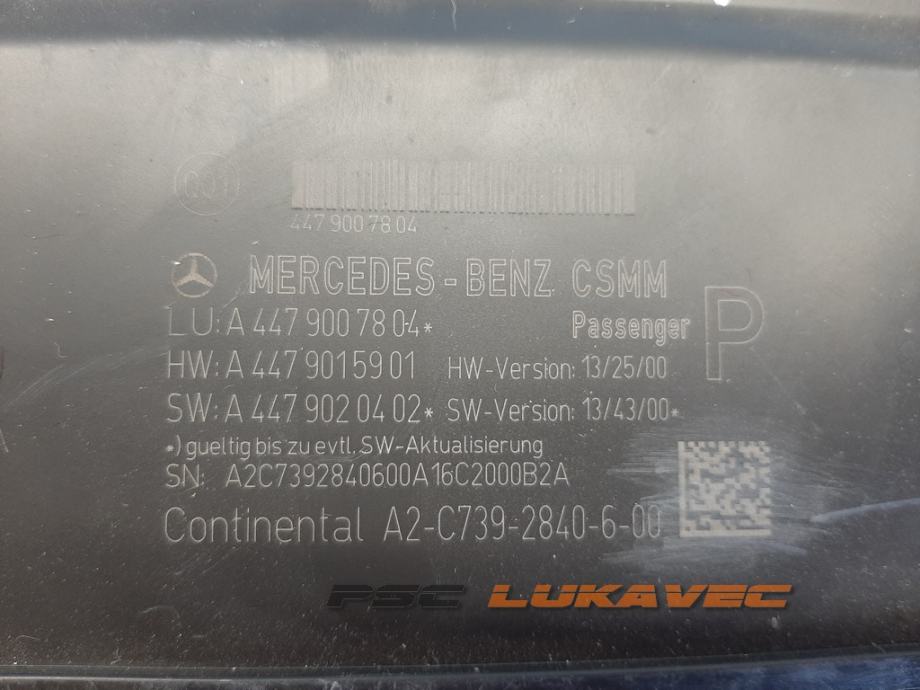 447 900 78 04
MERCEDES-BENZ CSMM
LU: A 447 900 78 04*
Passenger P
HW: A 447 901 59 01 HW-Version: 13/25/00
SW: A 447 902 04 02* SW-Version: 13/43/00*
*) gueltig bis zu evtl. SW-Aktualisierung
SN: A2C7392840600A16C2000B2A
Continental A2-C739-2840-6-00
PSC LUKAVEC